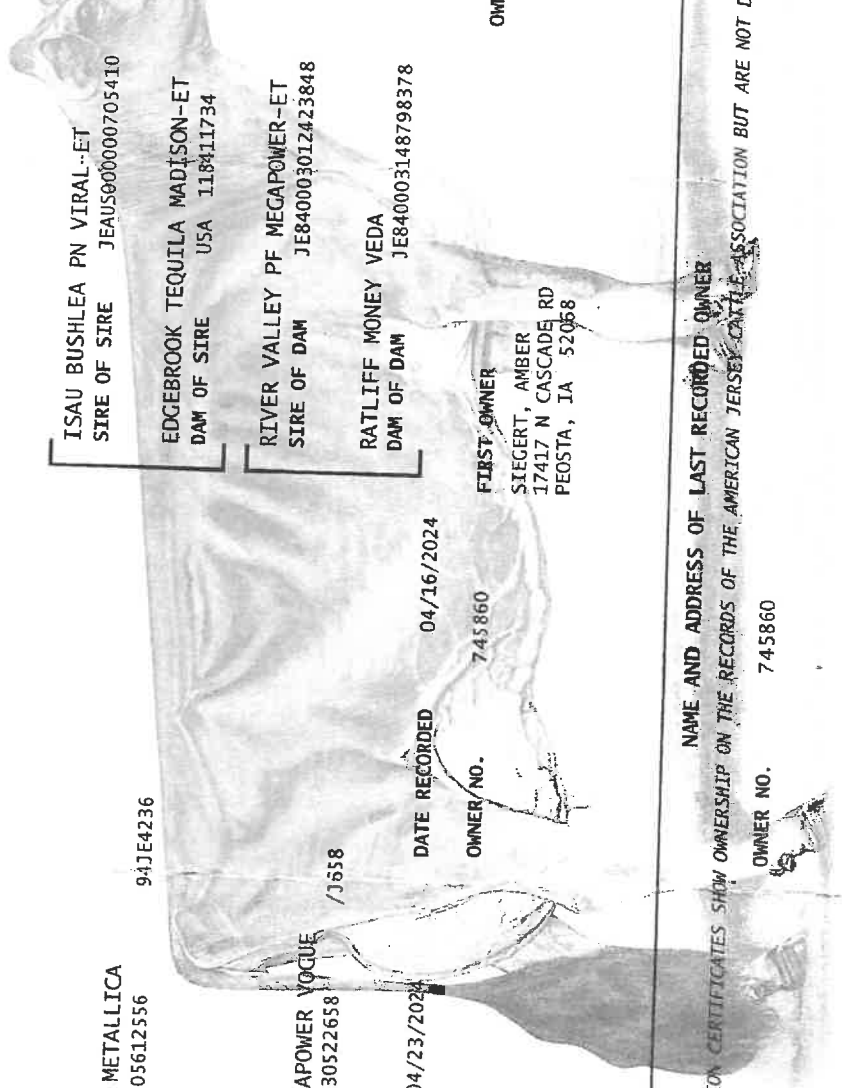 ISAU BUSHLEA PN VIRAL-ET
SIRE OF SIRE JEAUS000000705410
METALLICA 94JE4236
05612556
EDGEBROOK TEQUILA MADISON-ET
DAM OF SIRE USA 118411734
RIVER VALLEY PF MEGAPOWER-ET
SIRE OF DAM JE840003012423848
APOWER VOGUE /J658
30522658
RATLIFF MONEY VEDA
DAM OF DAM JE840003148798378
04/23/2024
DATE RECORDED 04/16/2024
OWNER NO. 745860
FIRST OWNER
SIEGERT, AMBER
17417 N CASCADE RD
PEOSTA, IA 52068
OW
NAME AND ADDRESS OF LAST RECORDED OWNER
ON CERTIFICATES SHOW OWNERSHIP ON THE RECORDS OF THE AMERICAN JERSEY CATTLE ASSOCIATION BUT ARE NOT D
OWNER NO. 745860